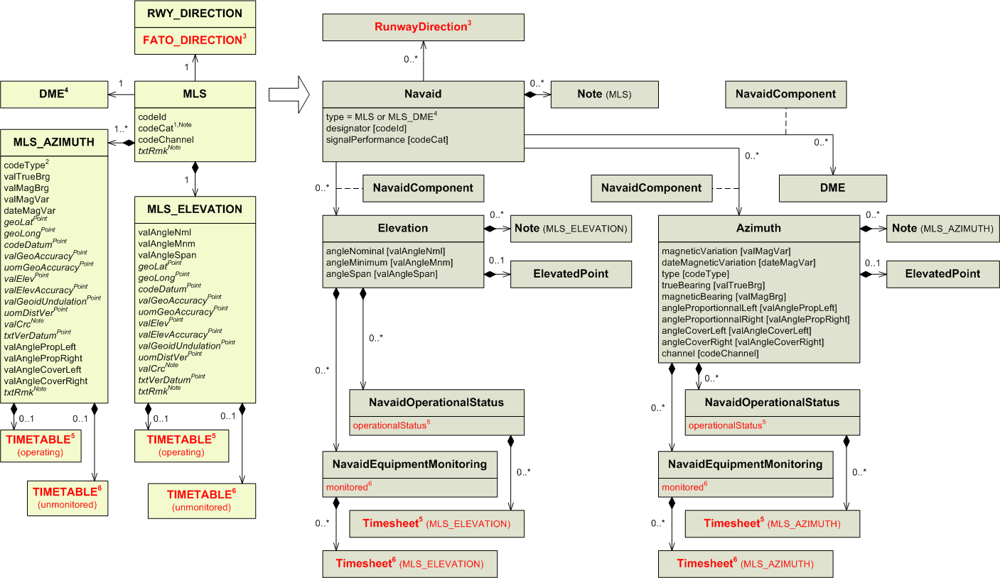 RWY_DIRECTION
FATO_DIRECTION3
1
DME4
1
MLS
codeId
codeCat1,Note
codeChannel
txtRmkNote
1..*
MLS_AZIMUTH
codeType2
valTrueBrg
valMagBrg
valMagVar
dateMagVar
geoLatPoint
geoLongPoint
codeDatumPoint
valGeoAccuracyPoint
uomGeoAccuracyPoint
valElevPoint
valElevAccuracyPoint
valGeoidUndulationPoint
uomDistVerPoint
valCrcNote
txtVerDatumPoint
valAnglePropLeft
valAnglePropRight
valAngleCoverLeft
valAngleCoverRight
txtRmkNote
1
MLS_ELEVATION
valAngleNml
valAngleMnm
valAngleSpan
geoLatPoint
geoLongPoint
codeDatumPoint
valGeoAccuracyPoint
uomGeoAccuracyPoint
valElevPoint
valElevAccuracyPoint
valGeoidUndulationPoint
uomDistVerPoint
valCrcNote
txtVerDatumPoint
txtRmkNote
0..1
0..1
0..1
0..1
TIMETABLE5
(operating)
TIMETABLE5
(operating)
TIMETABLE6
(unmonitored)
TIMETABLE6
(unmonitored)
RunwayDirection3
0..*
Navaid
type = MLS or MLS_DME4
designator [codeId]
signalPerformance [codeCat]
0..*
Note (MLS)
NavaidComponent
0..*
0..*
0..*
NavaidComponent
NavaidComponent
DME
Elevation
angleNominal [valAngleNml]
angleMinimum [valAngleMnm]
angleSpan [valAngleSpan]
0..*
Note (MLS_ELEVATION)
0..1
ElevatedPoint
Azimuth
magneticVariation [valMagVar]
dateMagneticVariation [dateMagVar]
type [codeType]
trueBearing [valTrueBrg]
magneticBearing [valMagBrg]
angleProportionnalLeft [valAnglePropLeft]
angleProportionnalRight [valAnglePropRight]
angleCoverLeft [valAngleCoverLeft]
angleCoverRight [valAngleCoverRight]
channel [codeChannel]
0..*
Note (MLS_AZIMUTH)
0..1
ElevatedPoint
0..*
0..*
NavaidOperationalStatus
operationalStatus5
NavaidEquipmentMonitoring
monitored6
0..*
Timesheet5 (MLS_ELEVATION)
0..*
Timesheet6 (MLS_ELEVATION)
0..*
0..*
NavaidOperationalStatus
operationalStatus5
NavaidEquipmentMonitoring
monitored6
0..*
Timesheet5 (MLS_AZIMUTH)
0..*
Timesheet6 (MLS_AZIMUTH)